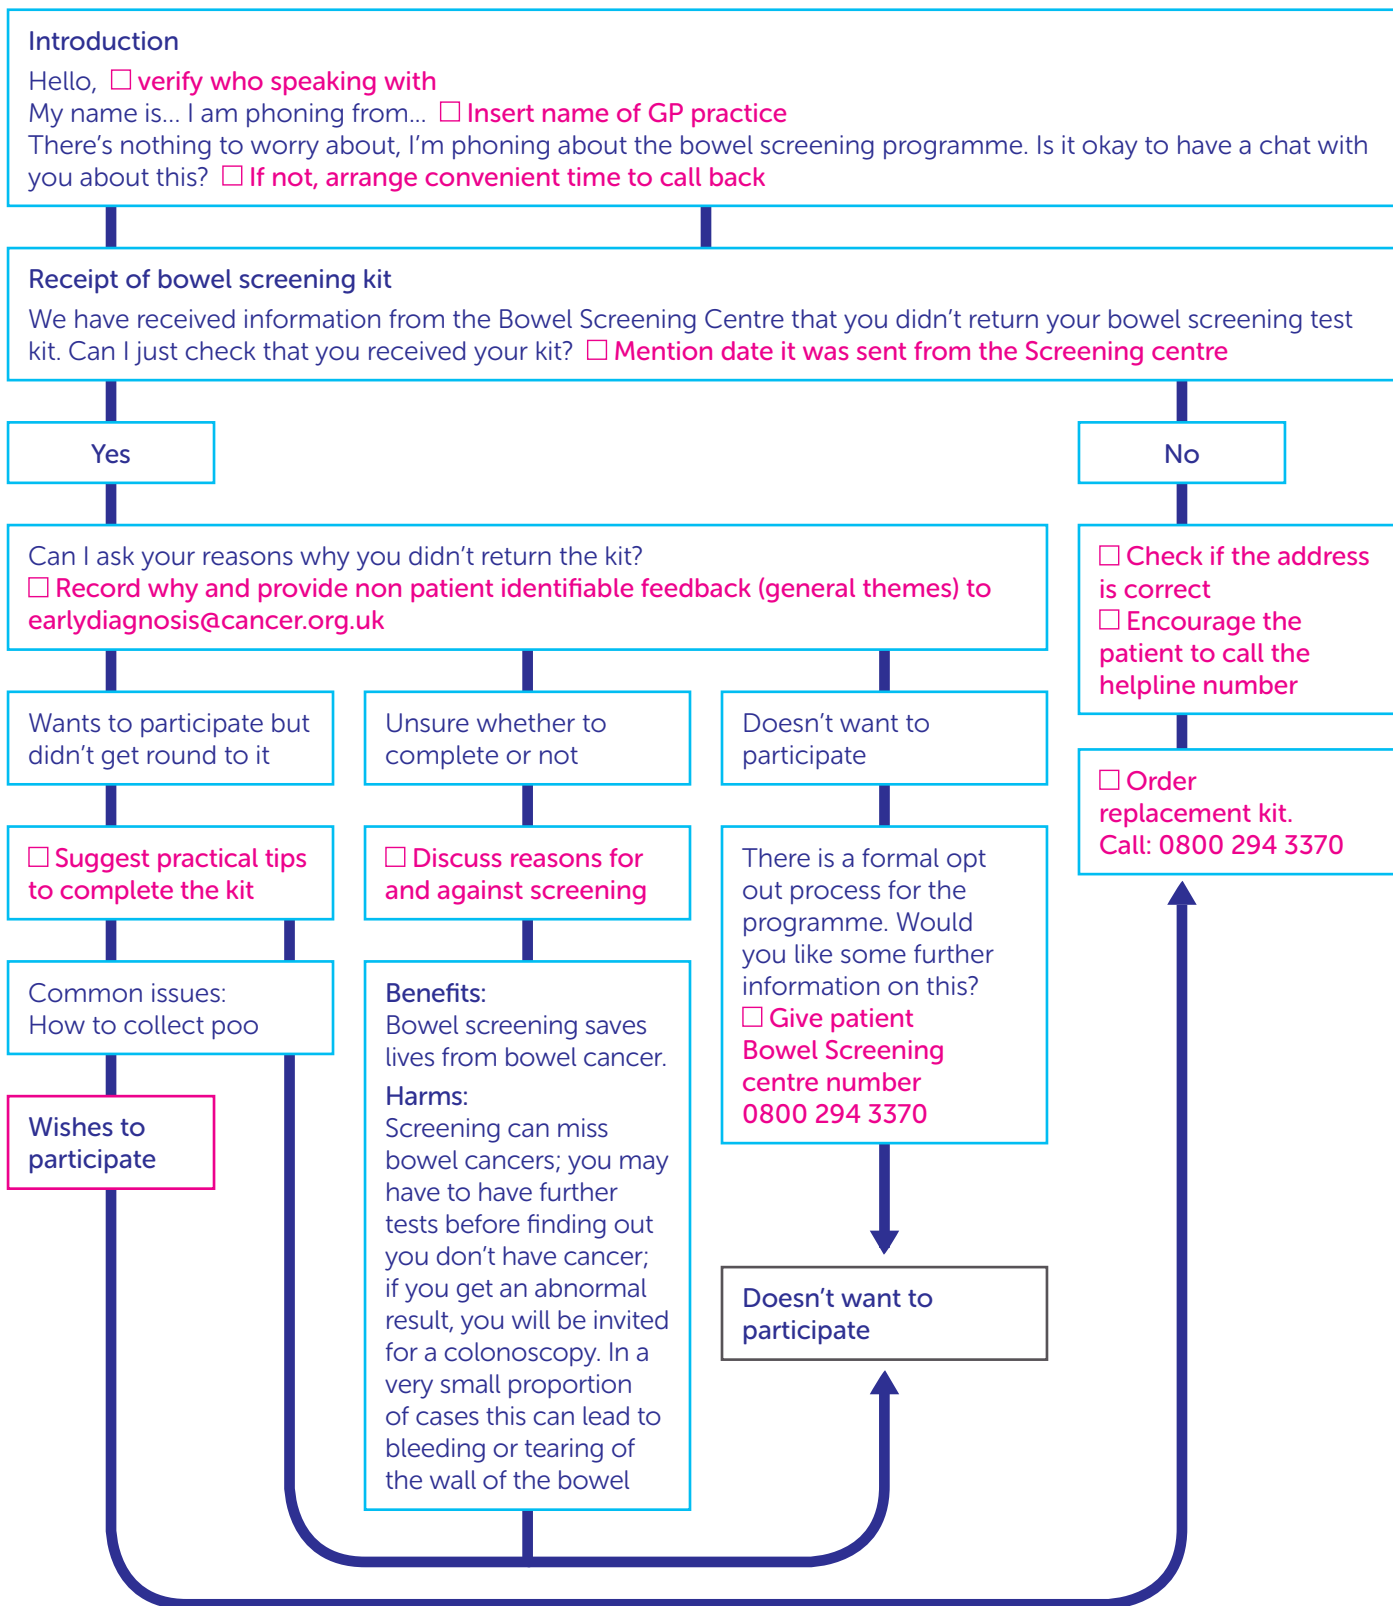 Introduction
Hello, ☐ verify who speaking with
My name is... I am phoning from... ☐ Insert name of GP practice
There's nothing to worry about, I'm phoning about the bowel screening programme. Is it okay to have a chat with
you about this? ☐ If not, arrange convenient time to call back
Receipt of bowel screening kit
We have received information from the Bowel Screening Centre that you didn't return your bowel screening test
kit. Can I just check that you received your kit? ☐ Mention date it was sent from the Screening centre
Yes
No
Can I ask your reasons why you didn't return the kit?
☐ Record why and provide non patient identifiable feedback (general themes) to
earlydiagnosis@cancer.org.uk
☐ Check if the address
is correct
☐ Encourage the
patient to call the
helpline number
Wants to participate but
didn't get round to it
Unsure whether to
complete or not
Doesn't want to
participate
☐ Order
replacement kit.
Call: 0800 294 3370
☐ Suggest practical tips
to complete the kit
☐ Discuss reasons for
and against screening
There is a formal opt
out process for the
programme. Would
you like some further
information on this?
☐ Give patient
Bowel Screening
centre number
0800 294 3370
Common issues:
How to collect poo
Benefits:
Bowel screening saves
lives from bowel cancer.
Harms:
Screening can miss
bowel cancers; you may
have to have further
tests before finding out
you don't have cancer;
if you get an abnormal
result, you will be invited
for a colonoscopy. In a
very small proportion
of cases this can lead to
bleeding or tearing of
the wall of the bowel
Wishes to
participate
Doesn't want to
participate